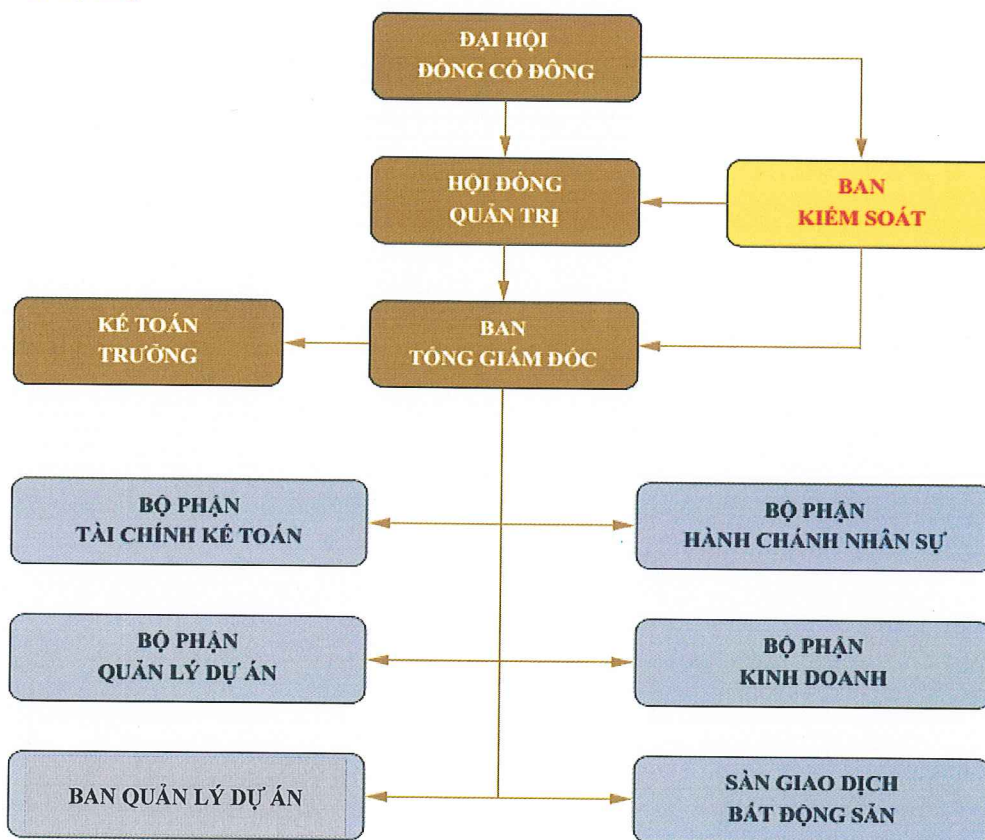 ĐẠI HỘI
ĐỒNG CỔ ĐÔNG
HỘI ĐỒNG
QUẢN TRỊ
BAN
KIỂM SOÁT
KẾ TOÁN
TRƯỞNG
BAN
TỔNG GIÁM ĐỐC
BỘ PHẬN
TÀI CHÍNH KẾ TOÁN
BỘ PHẬN
HÀNH CHÁNH NHÂN SỰ
BỘ PHẬN
QUẢN LÝ DỰ ÁN
BỘ PHẬN
KINH DOANH
BAN QUẢN LÝ DỰ ÁN
SÀN GIAO DỊCH
BẤT ĐỘNG SẢN